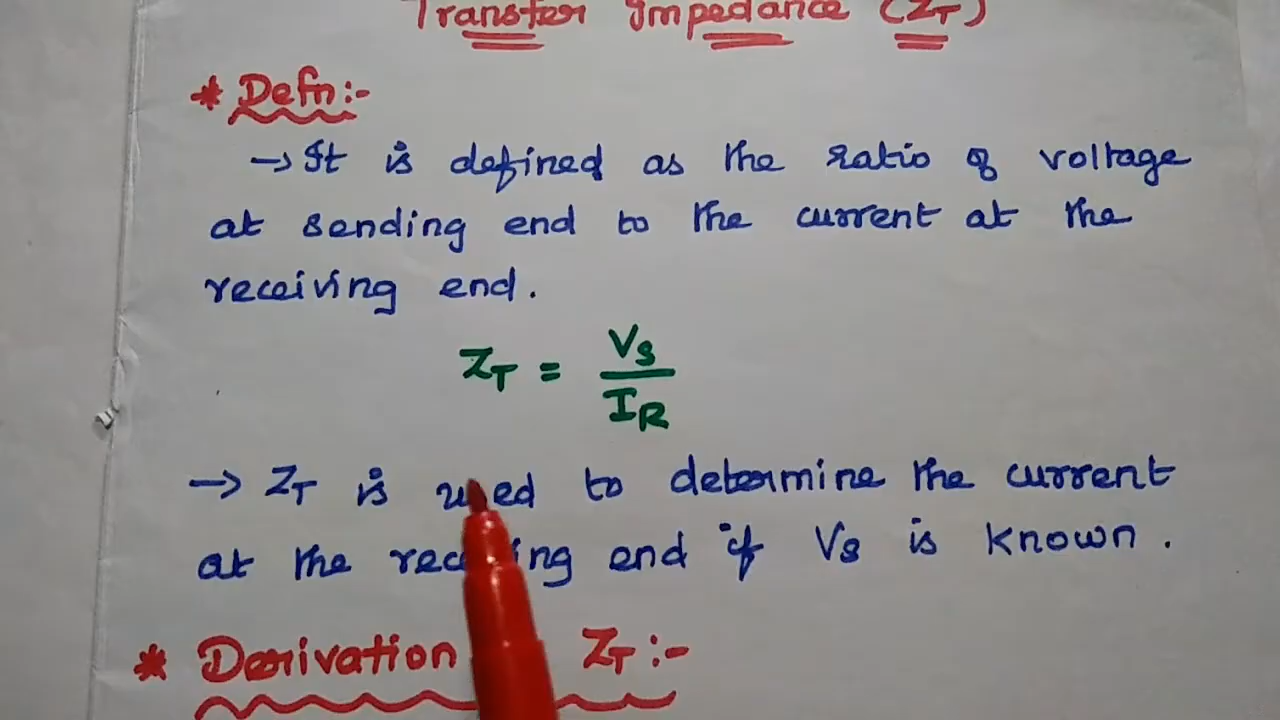 Transfer Impedance (ZT)
* Defn:-
→ It is defined as the ratio of voltage
at sending end to the current at the
receiving end.
ZT = VS
IR
→ ZT is used to determine the current
at the receiving end if VS is known.
* Derivation ZT :-